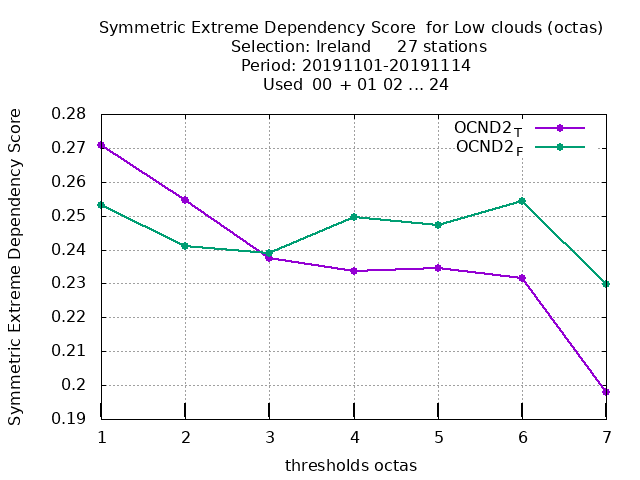 Symmetric Extreme Dependency Score  for Low clouds (octas)
Selection: Ireland     27 stations
Period: 20191101-20191114
Used  00  + 01 02 ... 24
OCND2T
OCND2F
0.28
0.27
0.26
0.25
0.24
0.23
0.22
0.21
0.2
0.19
Symmetric Extreme Dependency Score
1 2 3 4 5 6 7
thresholds octas